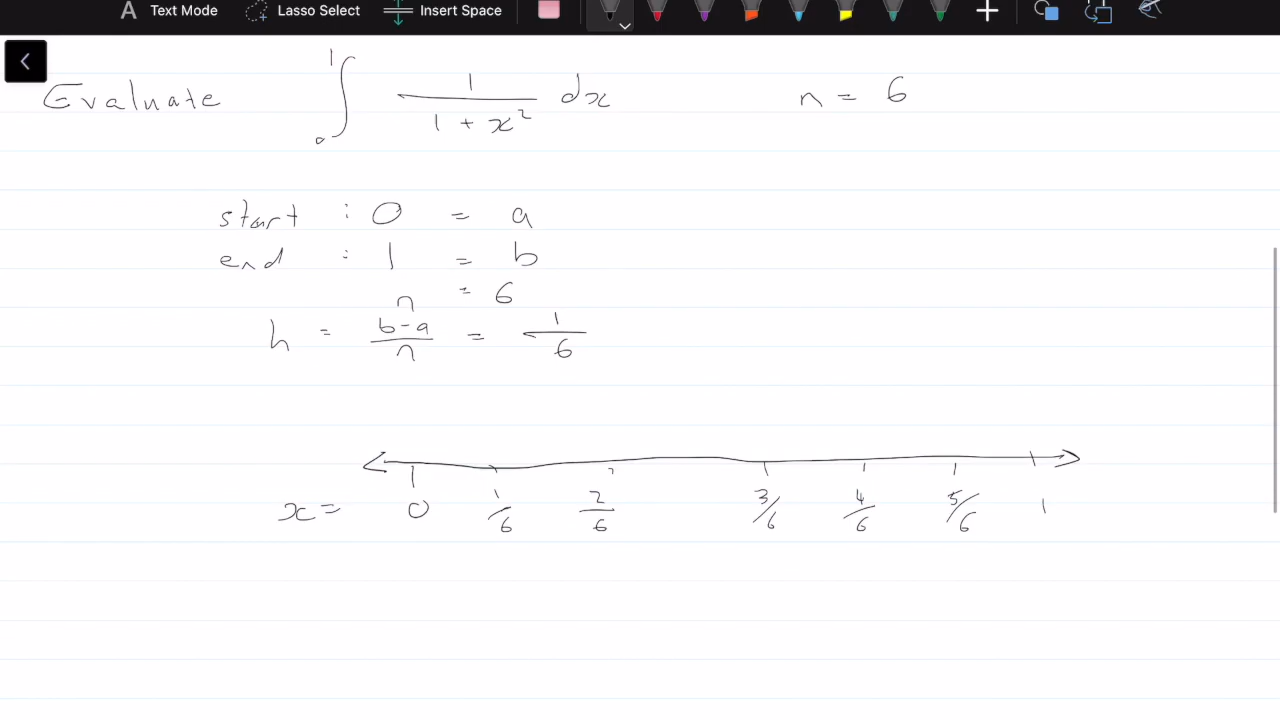 Text Mode Lasso Select Insert Space
Evaluate ∫₀¹ 1/(1 + x²) dx n = 6
start : 0 = a
end : 1 = b
n = 6
h = (b-a)/n = 1/6
x = 0 1/6 2/6 3/6 4/6 5/6 1